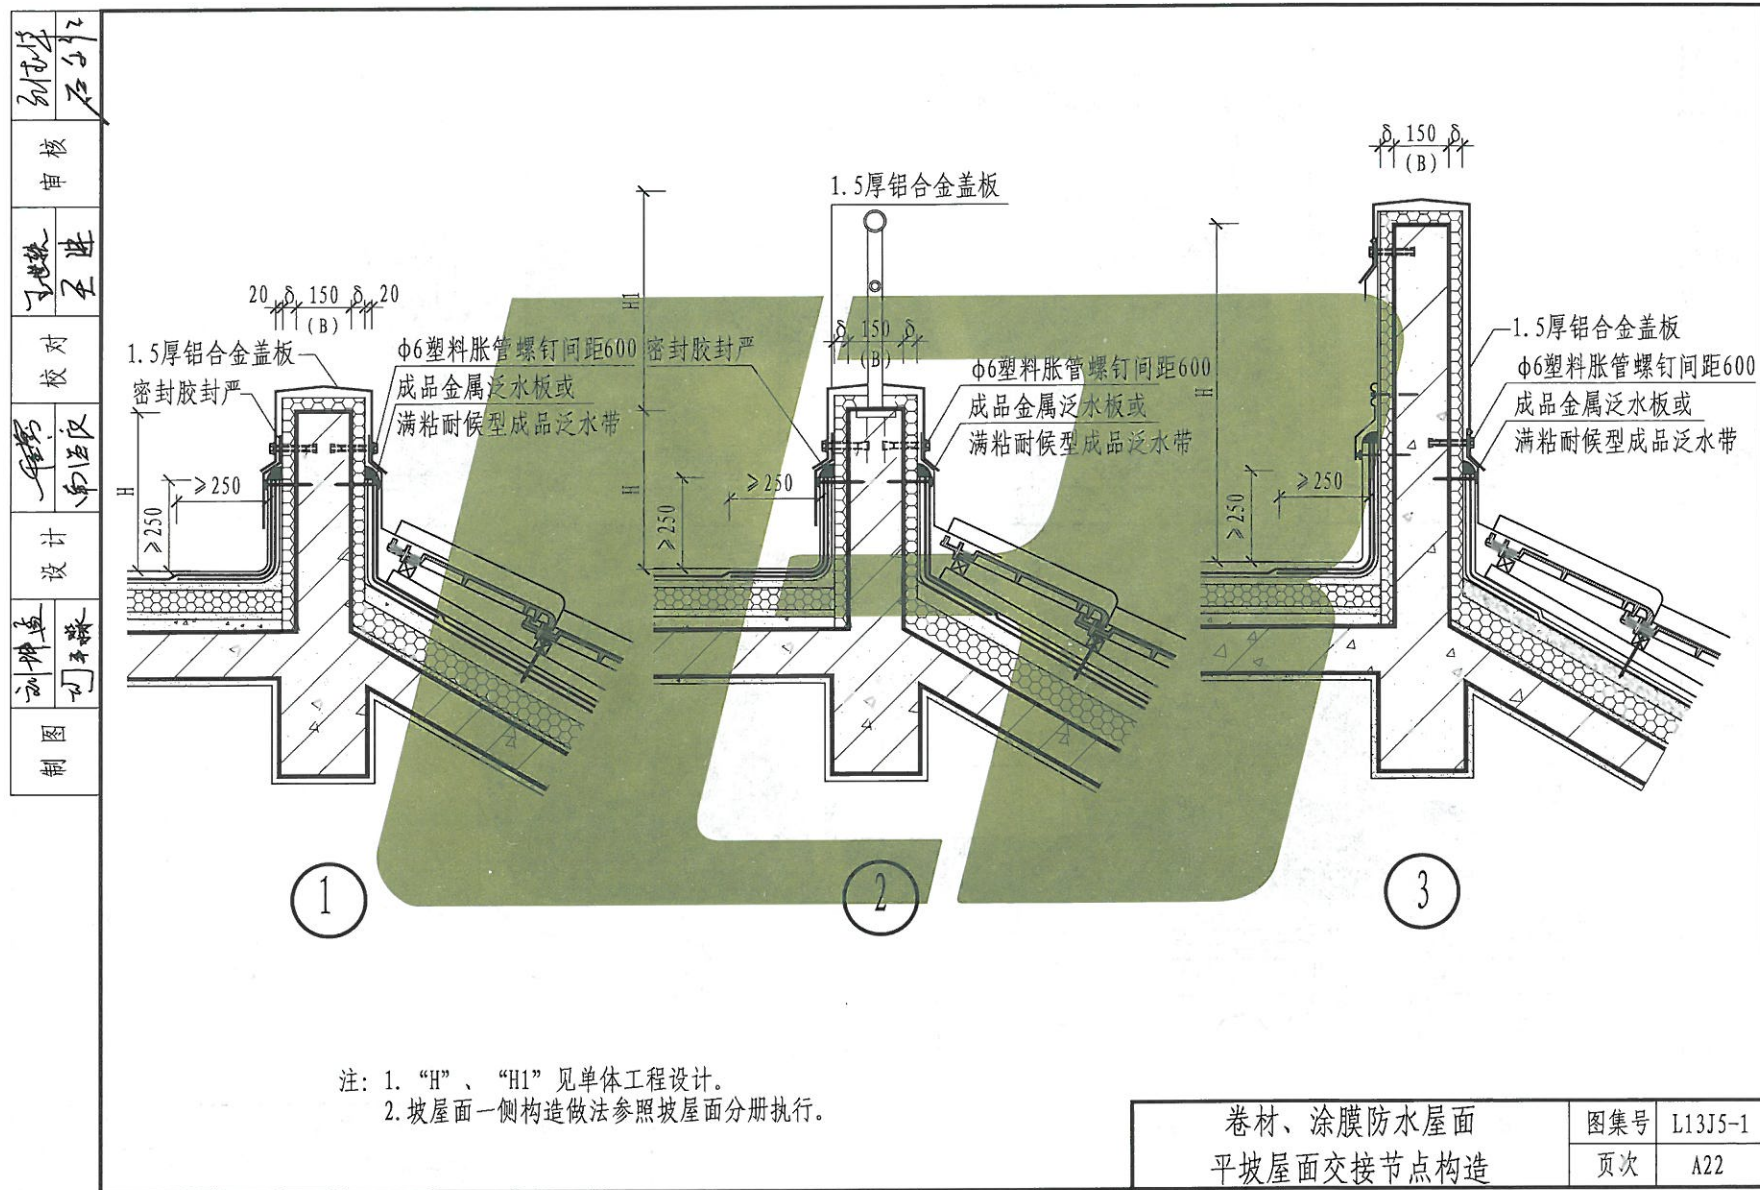 审核
校对
设计
制图
20 δ 150 δ 20
(B)
1.5厚铝合金盖板
密封胶封严
φ6塑料胀管螺钉间距600
成品金属泛水板或
满粘耐候型成品泛水带
H
≥250
≥250
1
1.5厚铝合金盖板
H1
δ 150 δ
(B)
密封胶封严
φ6塑料胀管螺钉间距600
成品金属泛水板或
满粘耐候型成品泛水带
H
≥250
≥250
2
δ 150 δ
(B)
1.5厚铝合金盖板
φ6塑料胀管螺钉间距600
成品金属泛水板或
满粘耐候型成品泛水带
H
≥250
≥250
3
注: 1. “H”、“H1”见单体工程设计。
2.坡屋面一侧构造做法参照坡屋面分册执行。
卷材、涂膜防水屋面
平坡屋面交接节点构造
图集号 L13J5-1
页次 A22